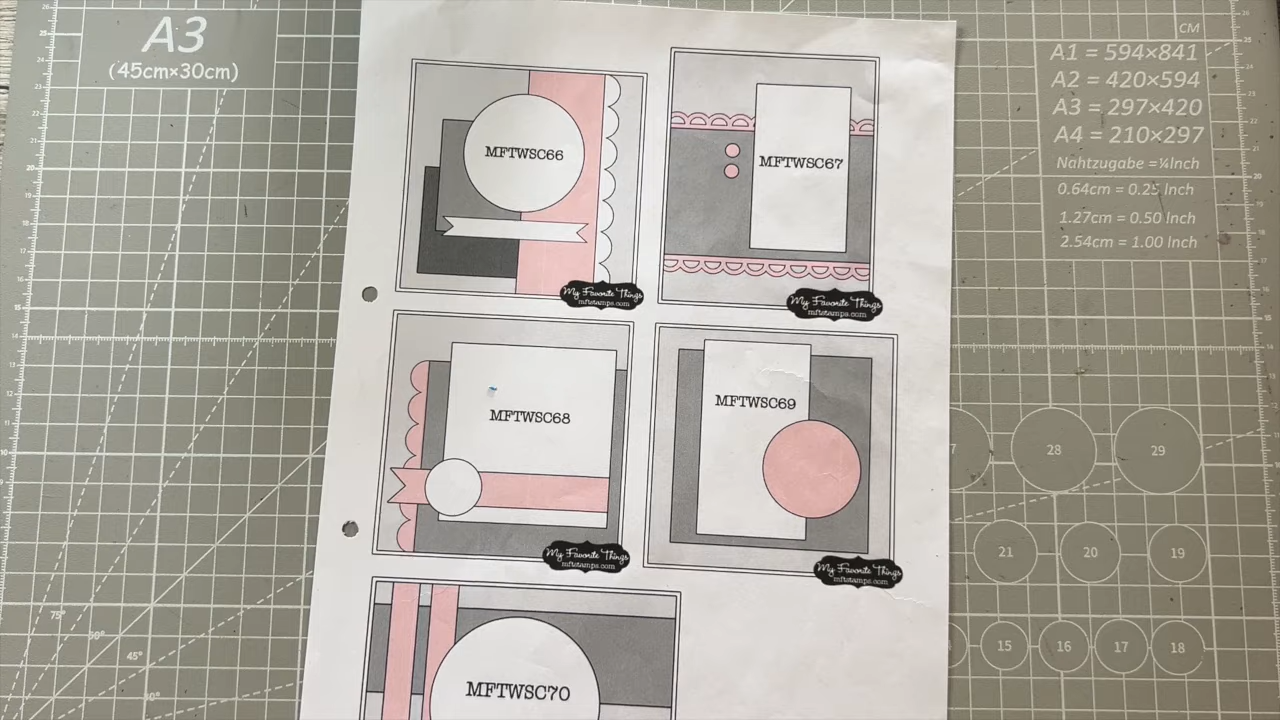 A3
(45cm×30cm)
CM
A1 = 594×841
A2 = 420×594
A3 = 297×420
A4 = 210×297
Nahtzugabe =¼Inch
0.64cm = 0.25 Inch
1.27cm = 0.50 Inch
2.54cm = 1.00 Inch
MFTWSC66
My Favorite Things
mftstamps.com
MFTWSC67
My Favorite Things
mftstamps.com
MFTWSC68
My Favorite Things
mftstamps.com
MFTWSC69
My Favorite Things
mftstamps.com
MFTWSC70
28 29
21 20 19
15 16 17 18
75°
45°